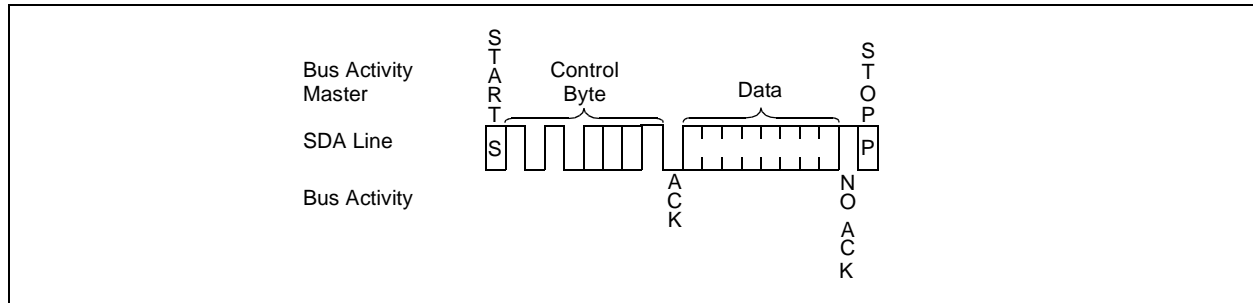 START
STOP
Bus Activity
Master
Control
Byte
Data
SDA Line
S
P
Bus Activity
ACK
NO ACK